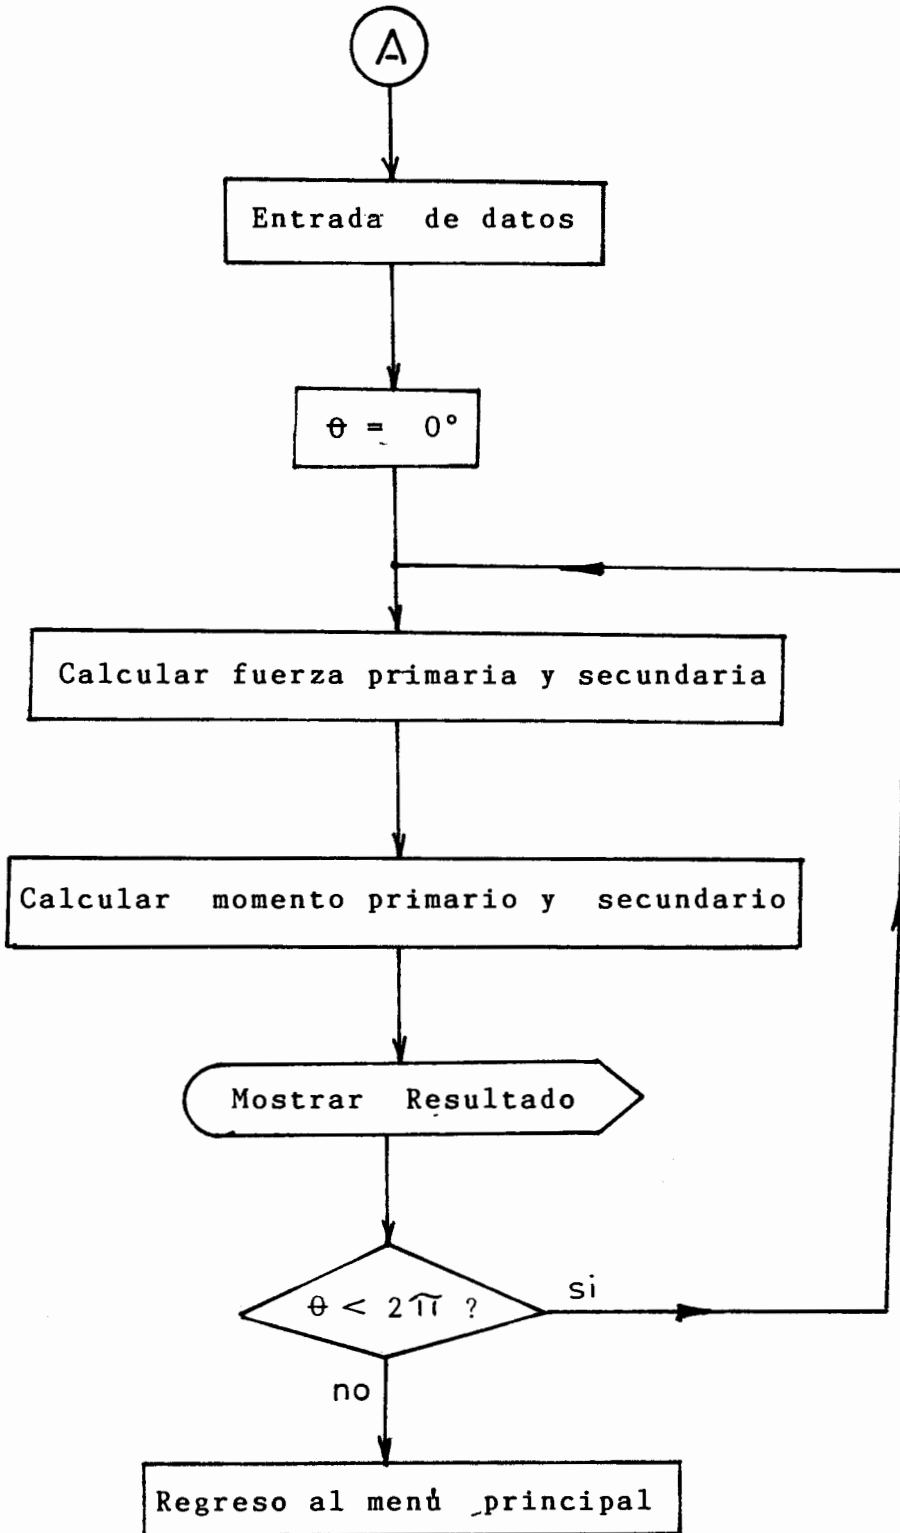 A
Entrada de datos
θ = 0°
Calcular fuerza primaria y secundaria
Calcular momento primario y secundario
Mostrar Resultado
θ < 2π ?
si
no
Regreso al menú principal